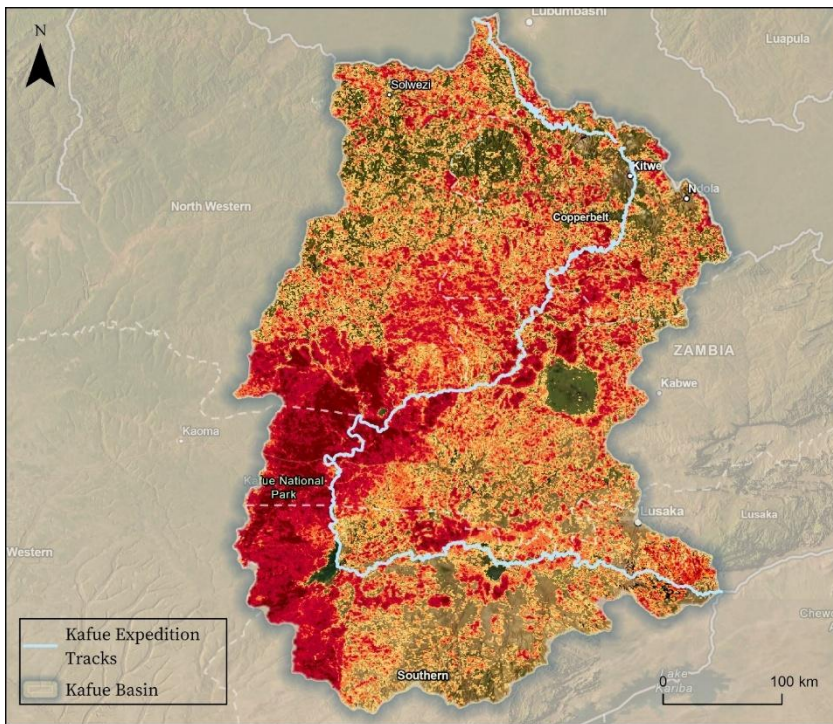 N
Lubumbashi
Luapula
Solwezi
Kitwe
Ndola
North Western
Copperbelt
ZAMBIA
Kabwe
Kaoma
Kafue National
Park
Lusaka
Lusaka
Western
Kafue Expedition
Tracks
Kafue Basin
Southern
Lake
Kariba
0
100 km